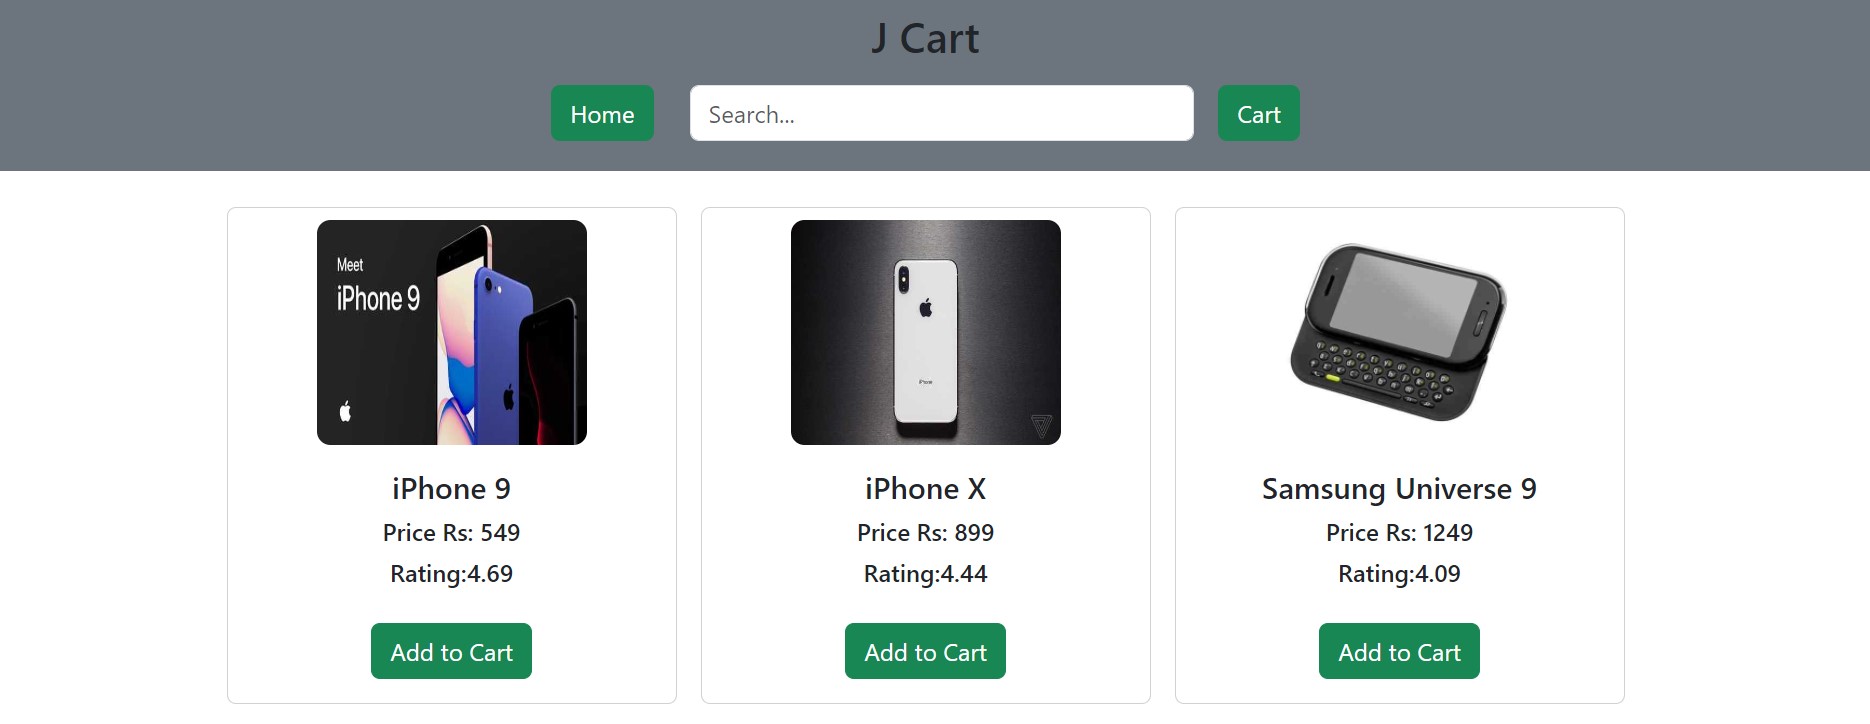 J Cart
Home
Search...
Cart
Meet
iPhone 9
iPhone
iPhone 9
Price Rs: 549
Rating:4.69
Add to Cart
iPhone X
Price Rs: 899
Rating:4.44
Add to Cart
Samsung Universe 9
Price Rs: 1249
Rating:4.09
Add to Cart